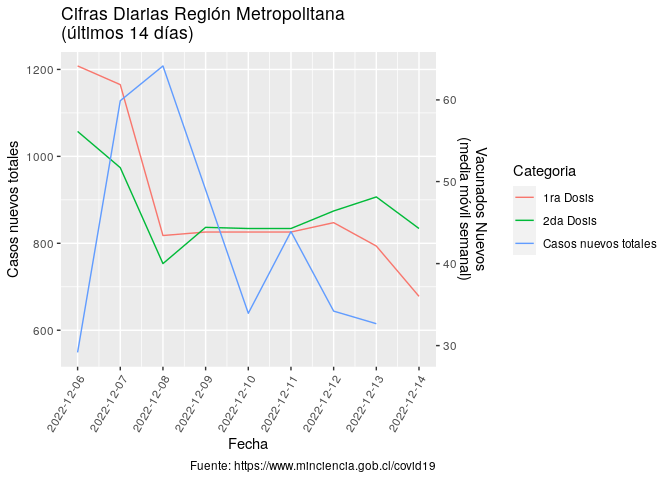 Cifras Diarias Región Metropolitana
(últimos 14 días)
1200
1000
800
600
Casos nuevos totales
60
50
40
30
Vacunados Nuevos
(media móvil semanal)
2022-12-06
2022-12-07
2022-12-08
2022-12-09
2022-12-10
2022-12-11
2022-12-12
2022-12-13
2022-12-14
Fecha
Categoria
1ra Dosis
2da Dosis
Casos nuevos totales
Fuente: https://www.minciencia.gob.cl/covid19